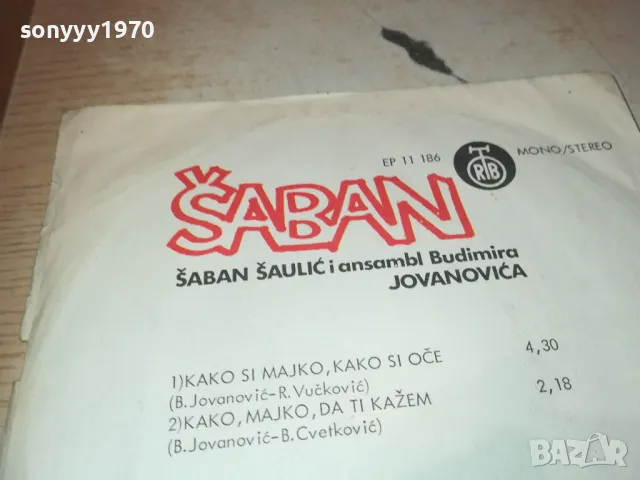 sonyyy1970
EP 11 186
RTB
MONO/STEREO
ŠABAN
ŠABAN ŠAULIĆ i ansambl Budimira
JOVANOVIĆA
1)KAKO SI MAJKO, KAKO SI OČE 4,30
(B.Jovanović-R.Vučković)
2)KAKO, MAJKO, DA TI KAŽEM 2,18
(B.Jovanović-B.Cvetković)
bazar